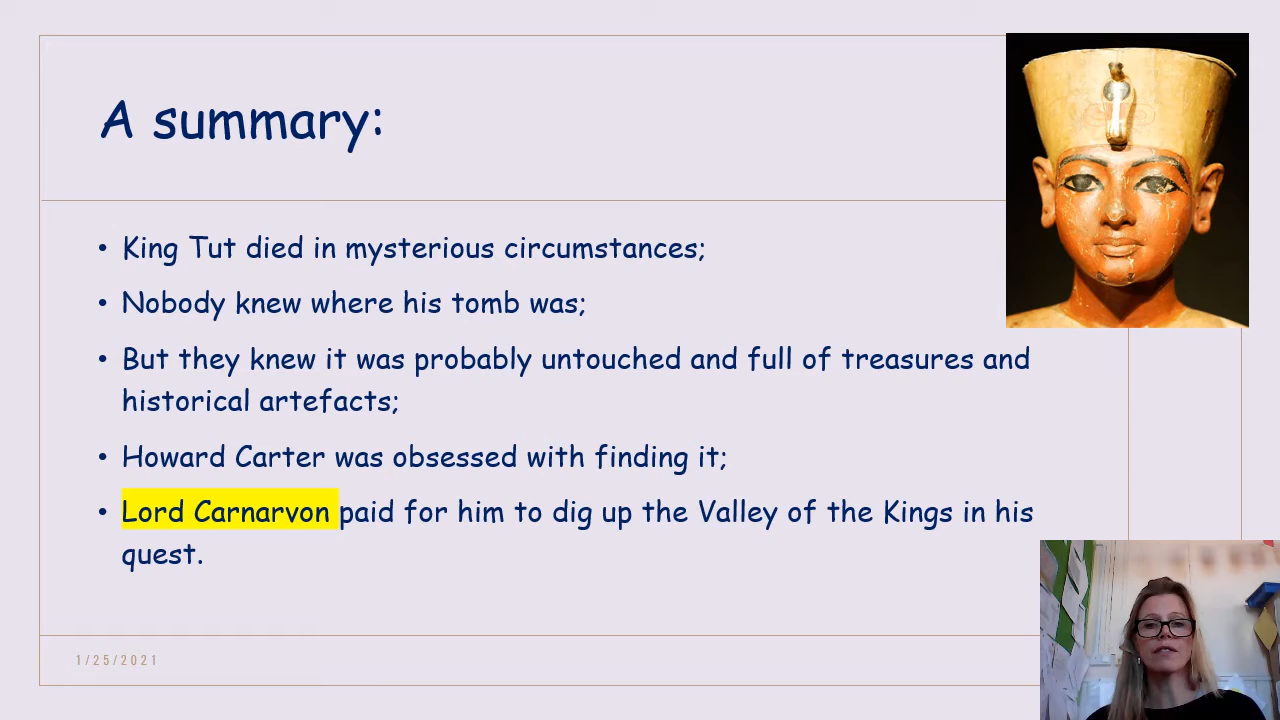 A summary:
• King Tut died in mysterious circumstances;
• Nobody knew where his tomb was;
• But they knew it was probably untouched and full of treasures and
historical artefacts;
• Howard Carter was obsessed with finding it;
• Lord Carnarvon paid for him to dig up the Valley of the Kings in his
quest.
1/25/2021